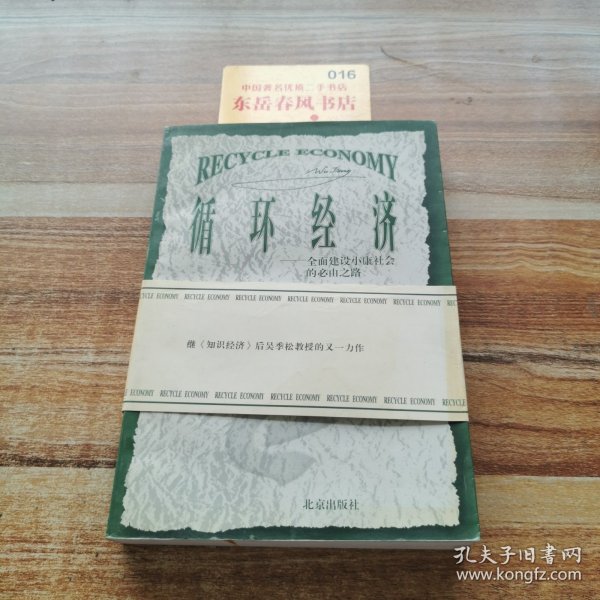 016
中国著名优质二手书店
东岳春风书店
RECYCLE ECONOMY
Wu Jisong
循环经济
——全面建设小康社会
的必由之路
RECYCLE ECONOMY RECYCLE ECONOMY RECYCLE ECONOMY RECYCLE ECONOMY RECYCLE ECONOMY RECYCLE
继〈知识经济〉后吴季松教授的又一力作
ECONOMY RECYCLE ECONOMY RECYCLE ECONOMY RECYCLE ECONOMY RECYCLE ECONOMY RECYCLE ECONOMY RECYCLE
北京出版社
孔夫子旧书网
www.kongfz.com